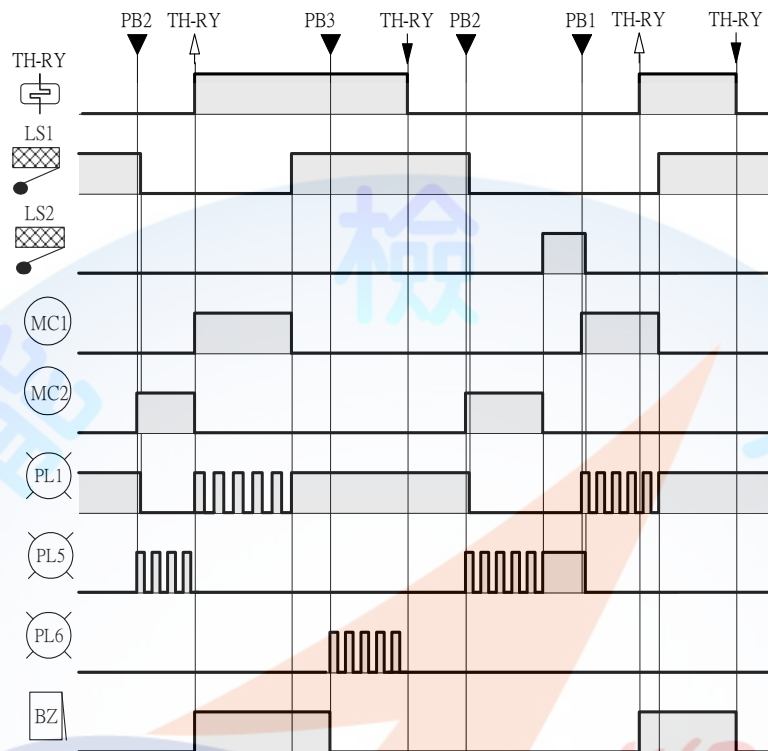 PB2 TH-RY PB3 TH-RY PB2 PB1 TH-RY TH-RY
TH-RY
LS1
LS2
檢
MC1
MC2
PL1
PL5
PL6
BZ